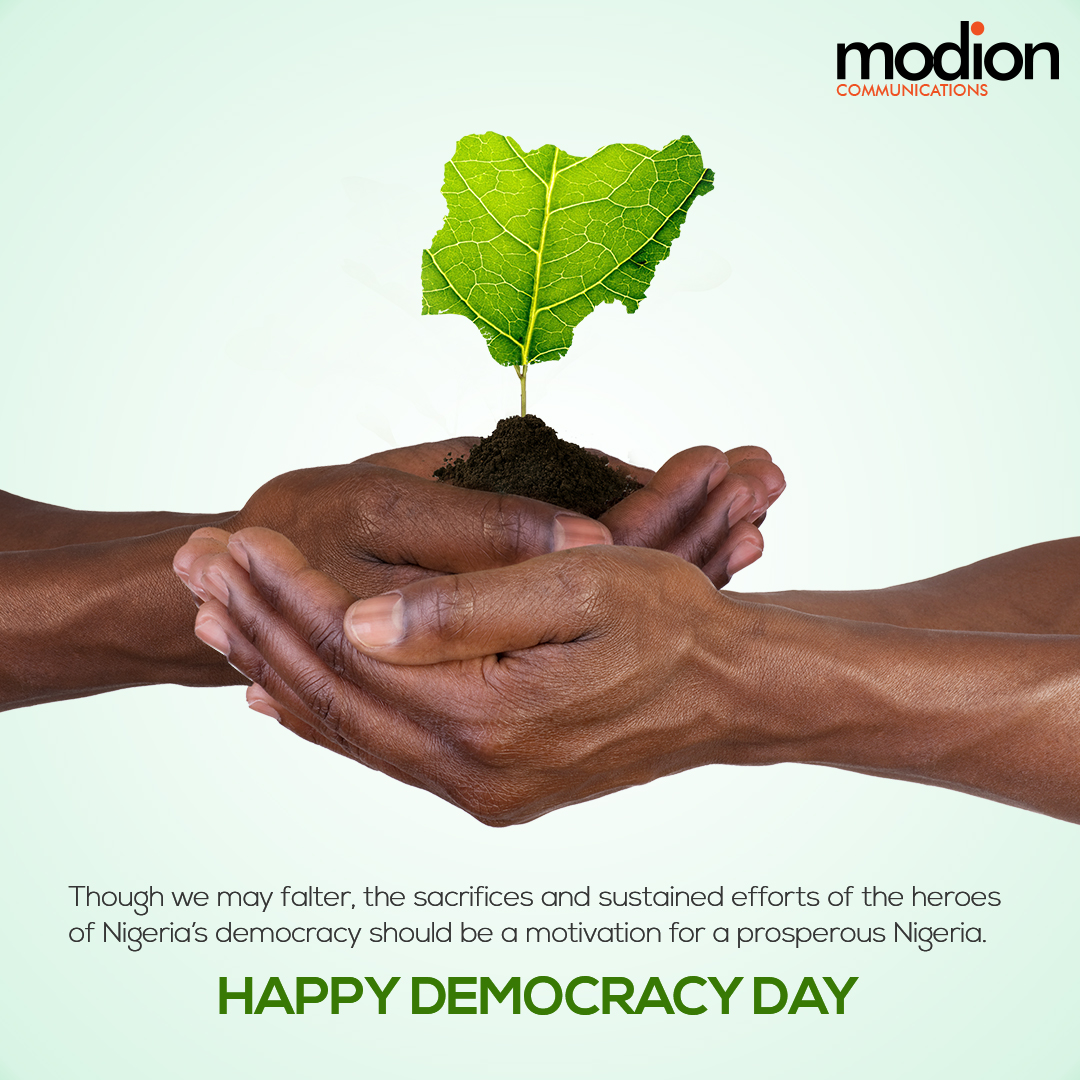 modion
COMMUNICATIONS
Though we may falter, the sacrifices and sustained efforts of the heroes
of Nigeria's democracy should be a motivation for a prosperous Nigeria.
HAPPY DEMOCRACY DAY